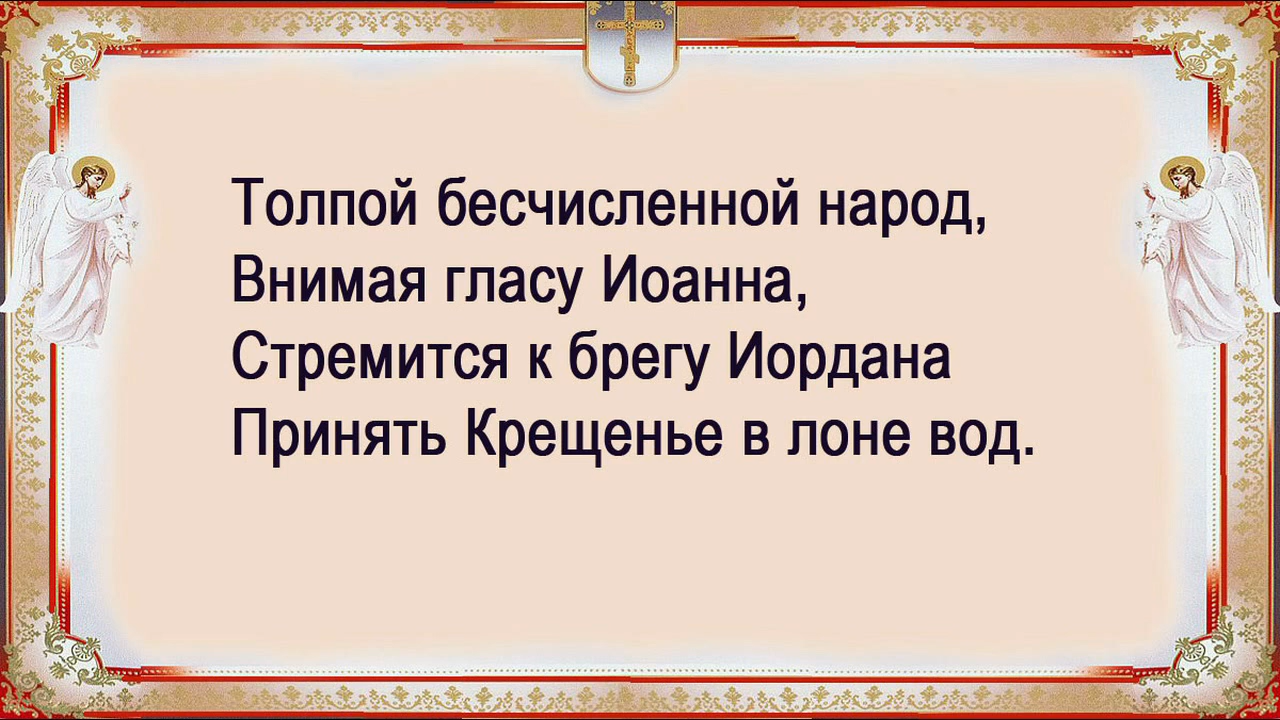 Толпой бесчисленной народ,
Внимая гласу Иоанна,
Стремится к брегу Иордана
Принять Крещенье в лоне вод.